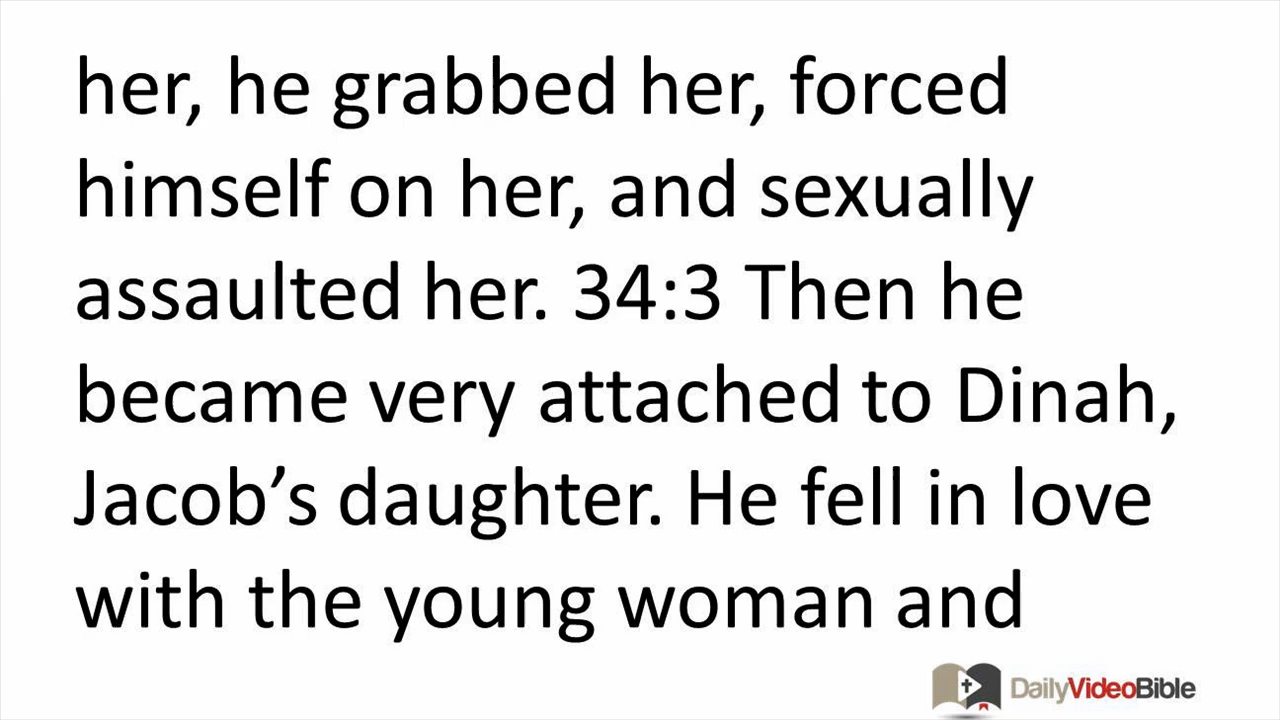 her, he grabbed her, forced
himself on her, and sexually
assaulted her. 34:3 Then he
became very attached to Dinah,
Jacob’s daughter. He fell in love
with the young woman and
DailyVideoBible